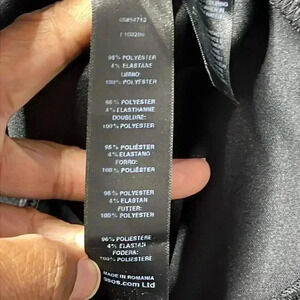 96% POLYESTER
4% ELASTANE
LINING:
100% POLYESTER
96% POLYESTER
4% ELASTHANNE
DOUBLURE:
100% POLYESTER
96% POLIÉSTER
4% ELASTANO
FORRO:
100% POLIÉSTER
96% POLYESTER
4% ELASTAN
FUTTER:
100% POLYESTER
96% POLIESTERE
4% ELASTAN
FODERA:
100% POLIESTERE
MADE IN ROMANIA
asos.com